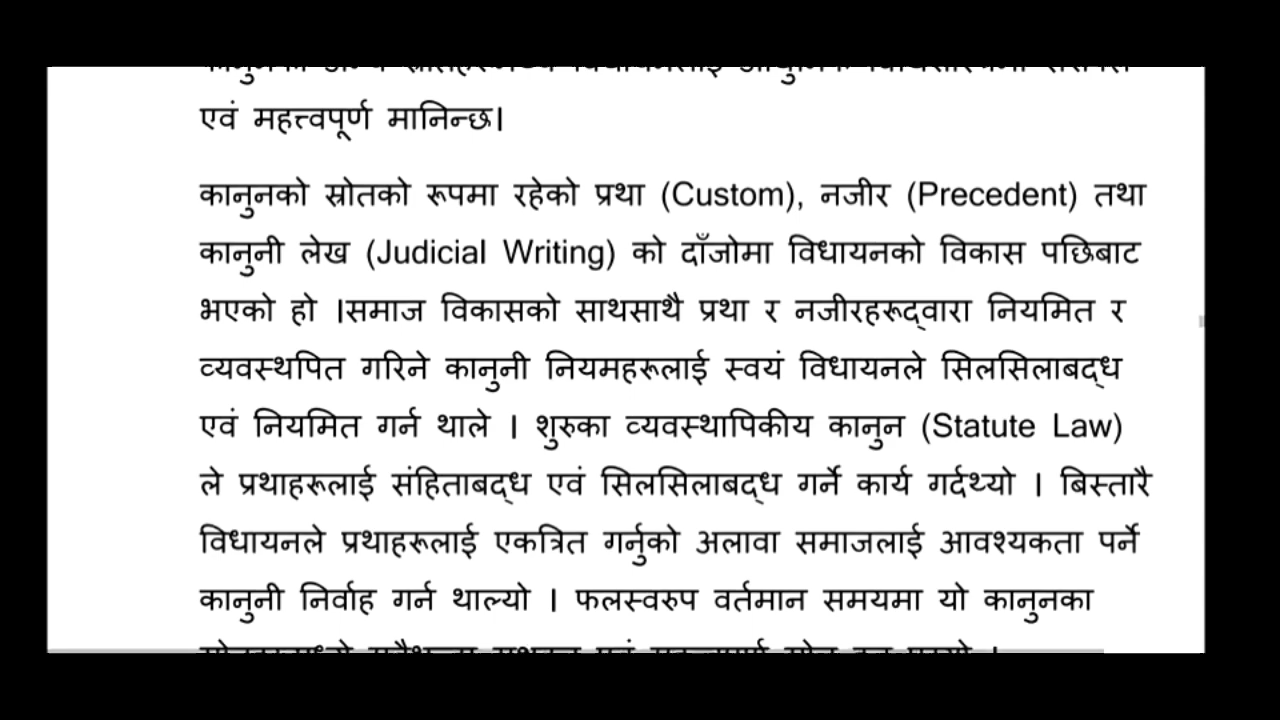 एवं महत्त्वपूर्ण मानिन्छ।
कानुनको स्रोतको रूपमा रहेको प्रथा (Custom), नजीर (Precedent) तथा
कानुनी लेख (Judicial Writing) को दाँजोमा विधायनको विकास पछिबाट
भएको हो ।समाज विकासको साथसाथै प्रथा र नजीरहरूद्वारा नियमित र
व्यवस्थपित गरिने कानुनी नियमहरूलाई स्वयं विधायनले सिलसिलाबद्ध
एवं नियमित गर्न थाले । शुरुका व्यवस्थापिकीय कानुन (Statute Law)
ले प्रथाहरूलाई संहिताबद्ध एवं सिलसिलाबद्ध गर्ने कार्य गर्दथ्यो । बिस्तारै
विधायनले प्रथाहरूलाई एकत्रित गर्नुको अलावा समाजलाई आवश्यकता पर्ने
कानुनी निर्वाह गर्न थाल्यो । फलस्वरुप वर्तमान समयमा यो कानुनका